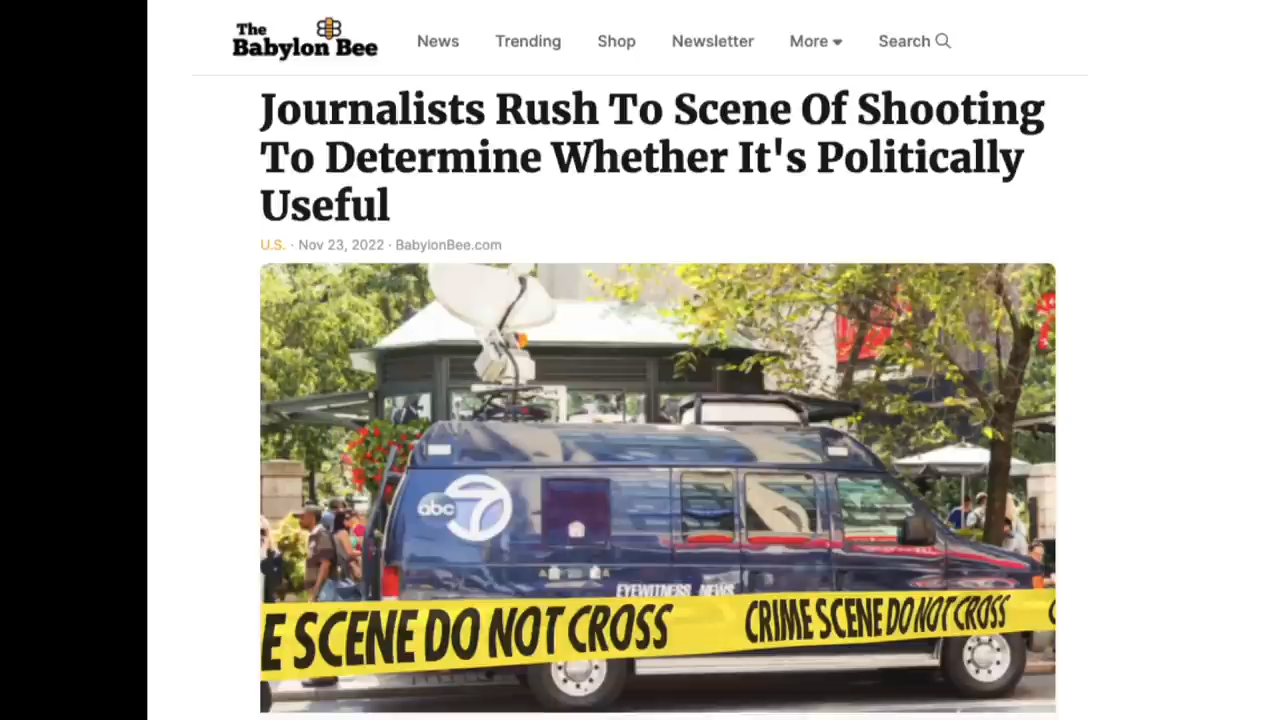 The
Babylon Bee
News Trending Shop Newsletter More Search
Journalists Rush To Scene Of Shooting
To Determine Whether It's Politically
Useful
U.S. · Nov 23, 2022 · BabylonBee.com
abc 7
EYEWITNESS NEWS
E SCENE DO NOT CROSS CRIME SCENE DO NOT CROSS C